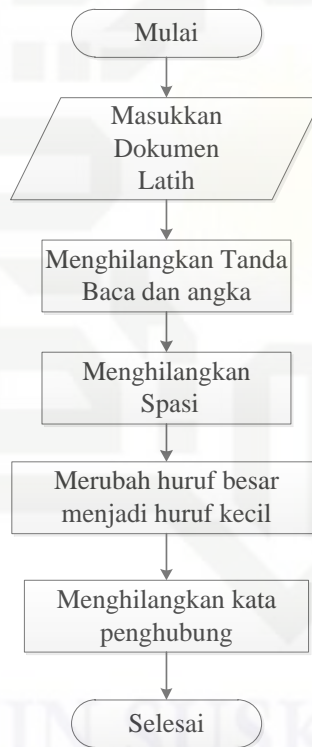 Mulai
Masukkan
Dokumen
Latih
Menghilangkan Tanda
Baca dan angka
Menghilangkan
Spasi
Merubah huruf besar
menjadi huruf kecil
Menghilangkan kata
penghubung
Selesai